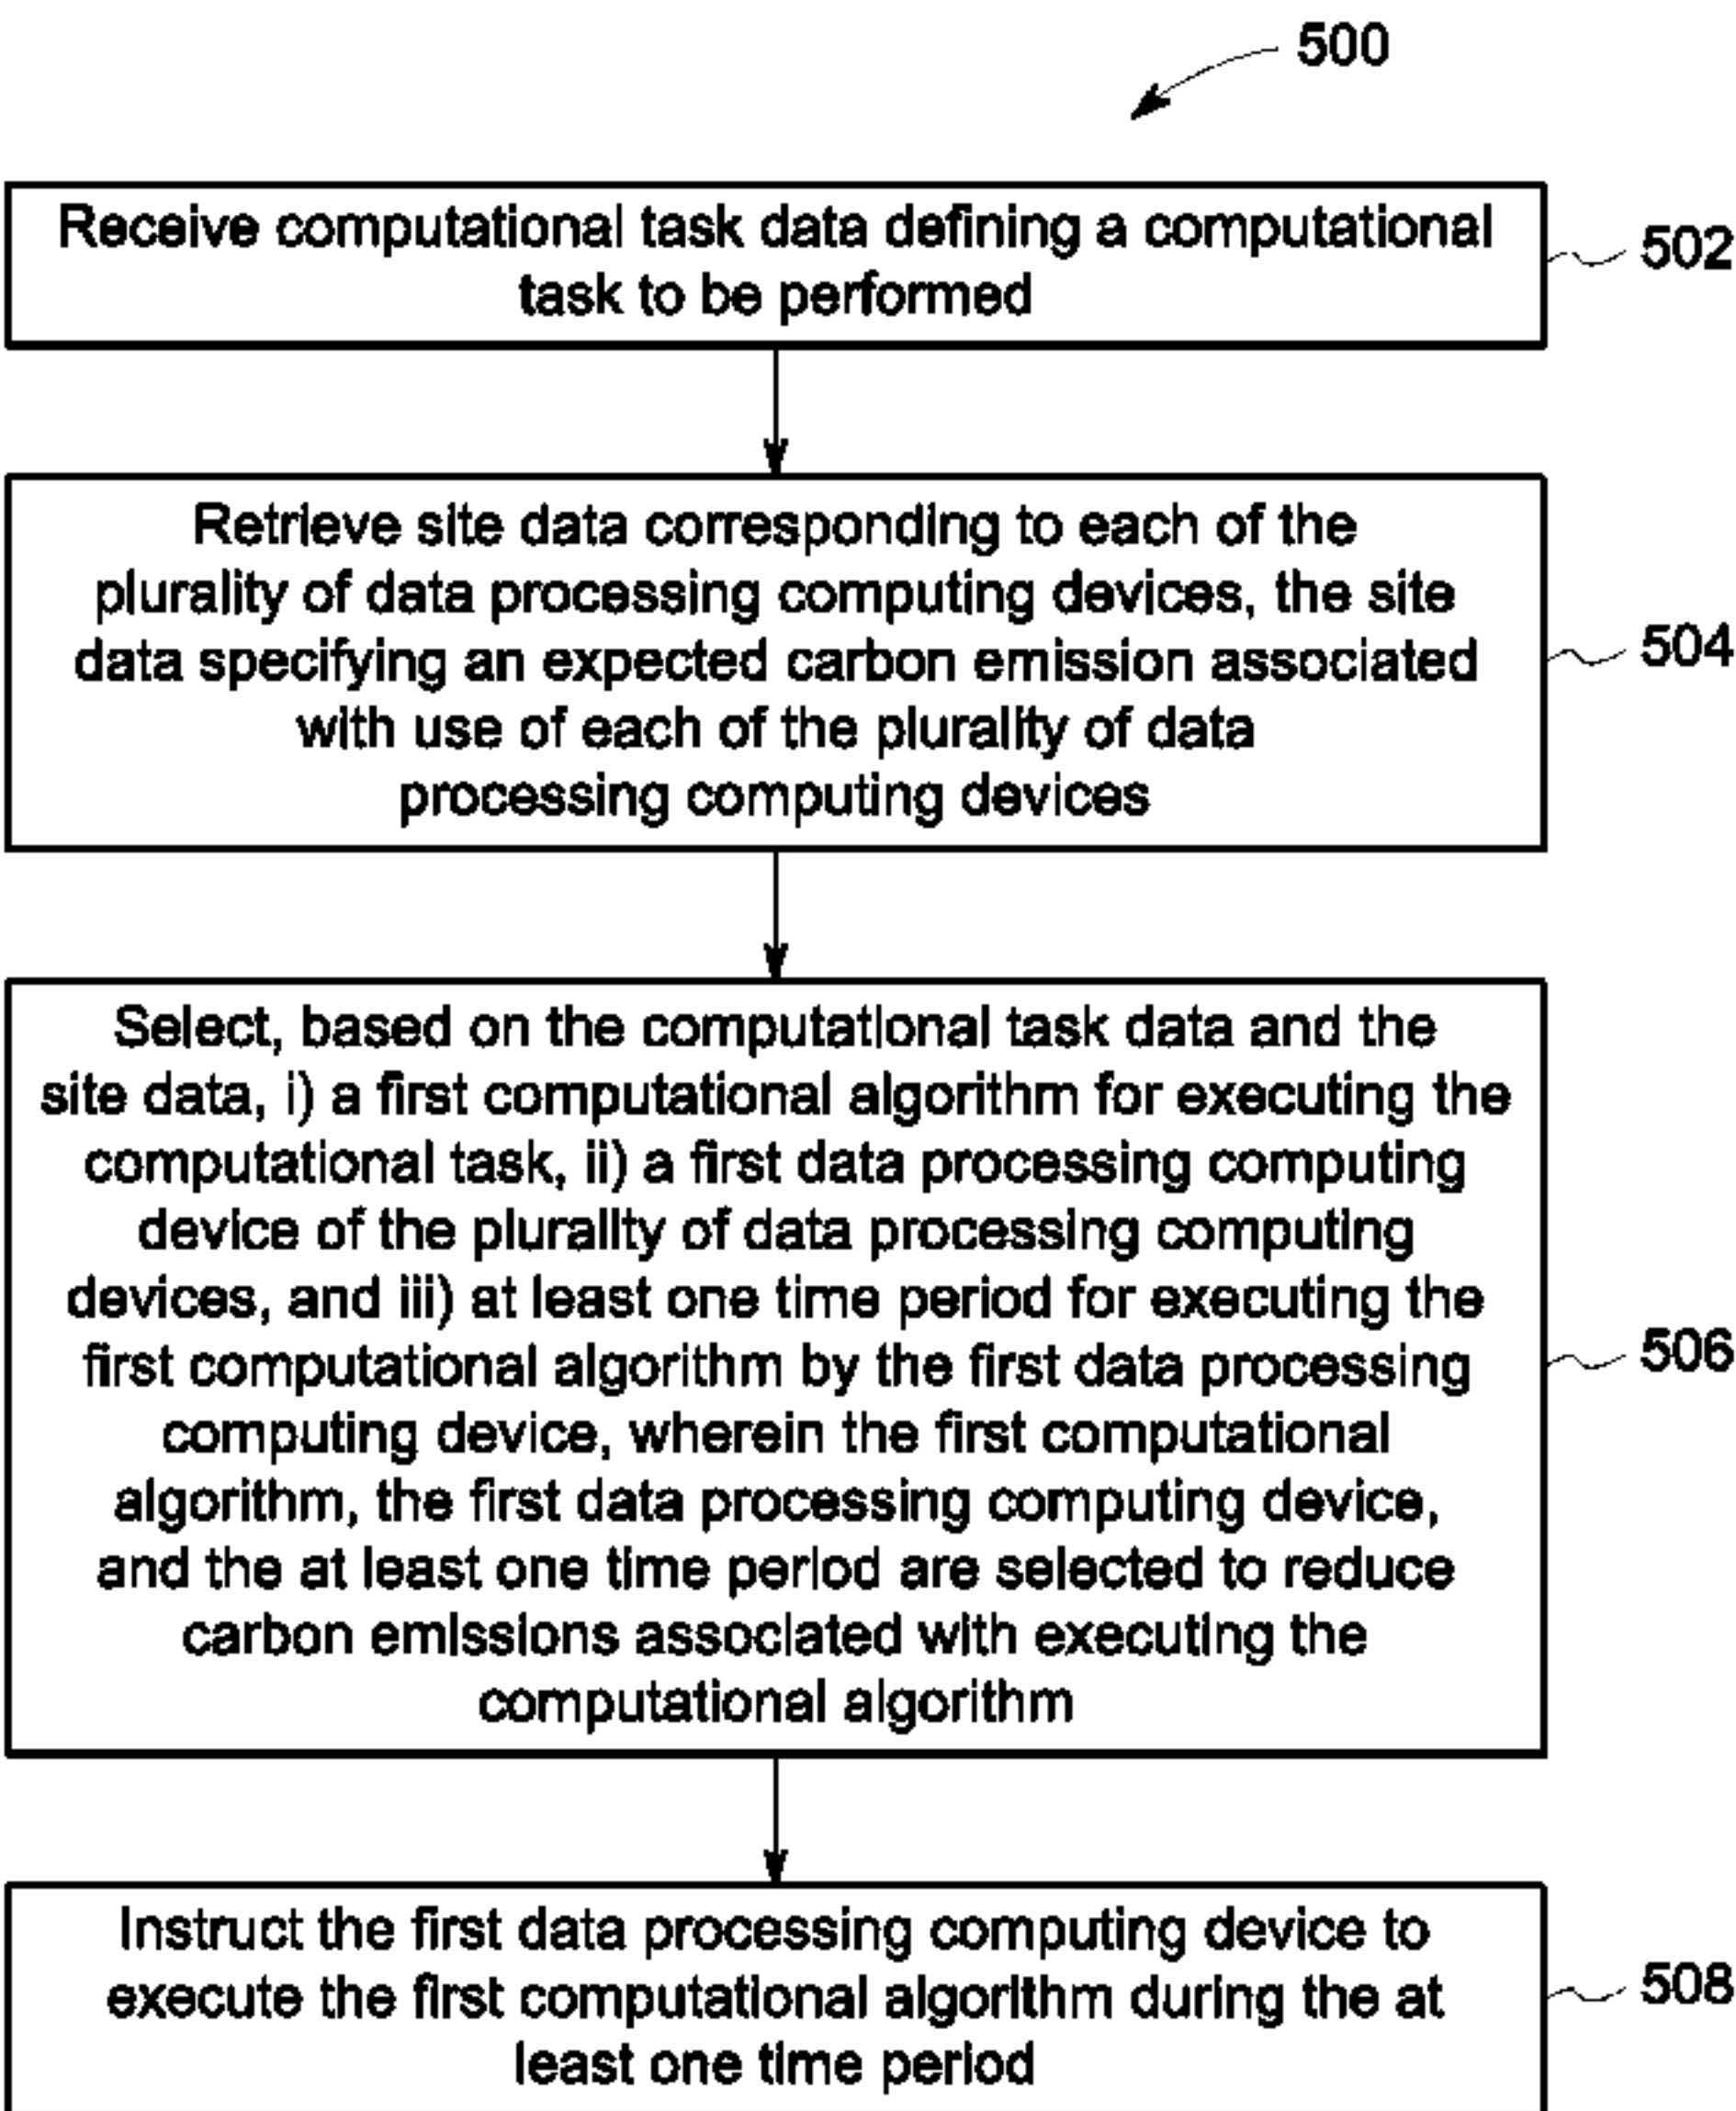 500
Receive computational task data defining a computational
task to be performed
502
Retrieve site data corresponding to each of the
plurality of data processing computing devices, the site
data specifying an expected carbon emission associated
with use of each of the plurality of data
processing computing devices
504
Select, based on the computational task data and the
site data, i) a first computational algorithm for executing the
computational task, ii) a first data processing computing
device of the plurality of data processing computing
devices, and iii) at least one time period for executing the
first computational algorithm by the first data processing
computing device, wherein the first computational
algorithm, the first data processing computing device,
and the at least one time period are selected to reduce
carbon emissions associated with executing the
computational algorithm
506
Instruct the first data processing computing device to
execute the first computational algorithm during the at
least one time period
508